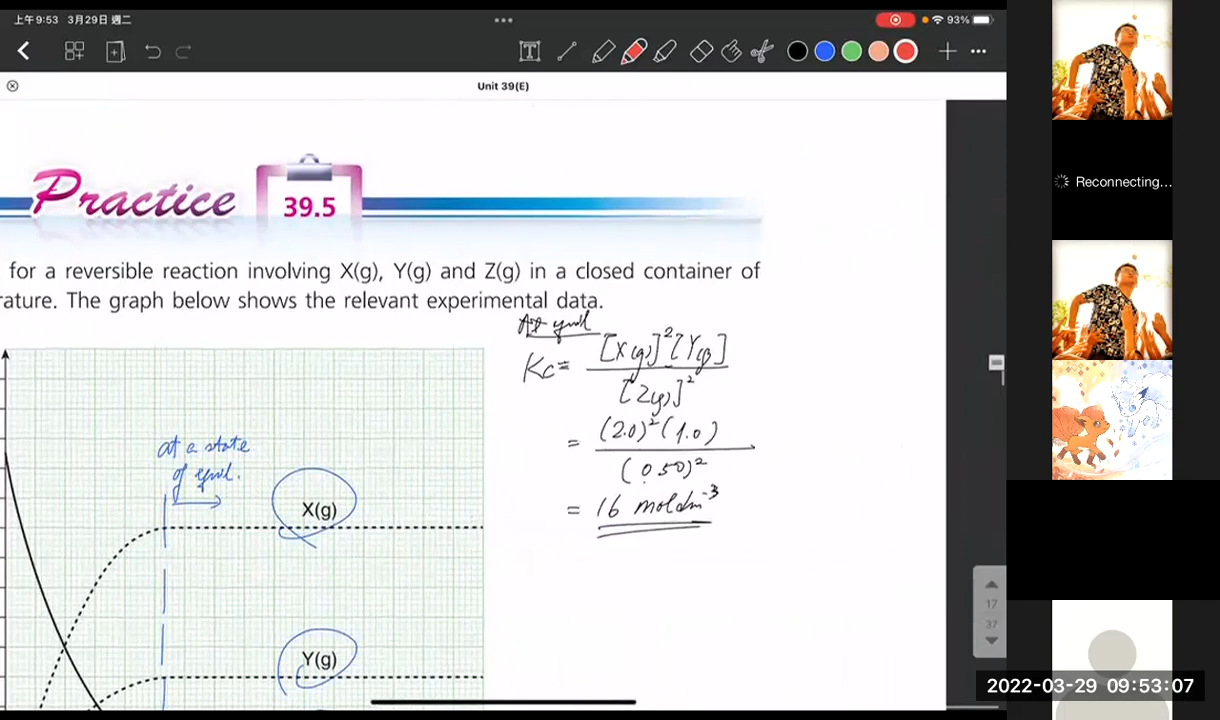 上午9:53 3月29日 週二
93%
Unit 39(E)
Practice 39.5
for a reversible reaction involving X(g), Y(g) and Z(g) in a closed container of
rature. The graph below shows the relevant experimental data.
At equil
Kc = [X(g)]²[Y(g)]
[Z(g)]²
= (2.0)²(1.0)
(0.50)²
= 16 mol dm⁻³
at a state
of equil.
X(g)
Y(g)
17
37
Reconnecting...
2022-03-29 09:53:07